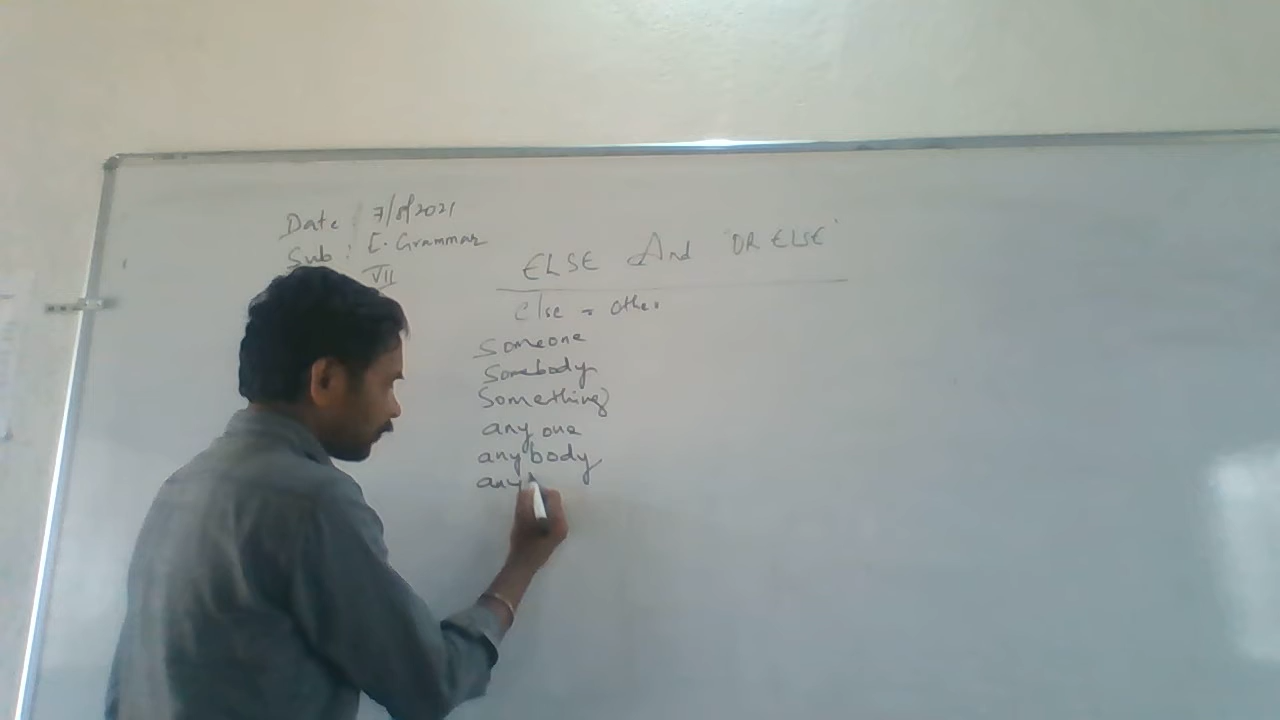 Date : 7/8/2021
Sub : E. Grammar
VII
ELSE And "OR ELSE"
else = other
Someone
Somebody
Something
any one
anybody
any